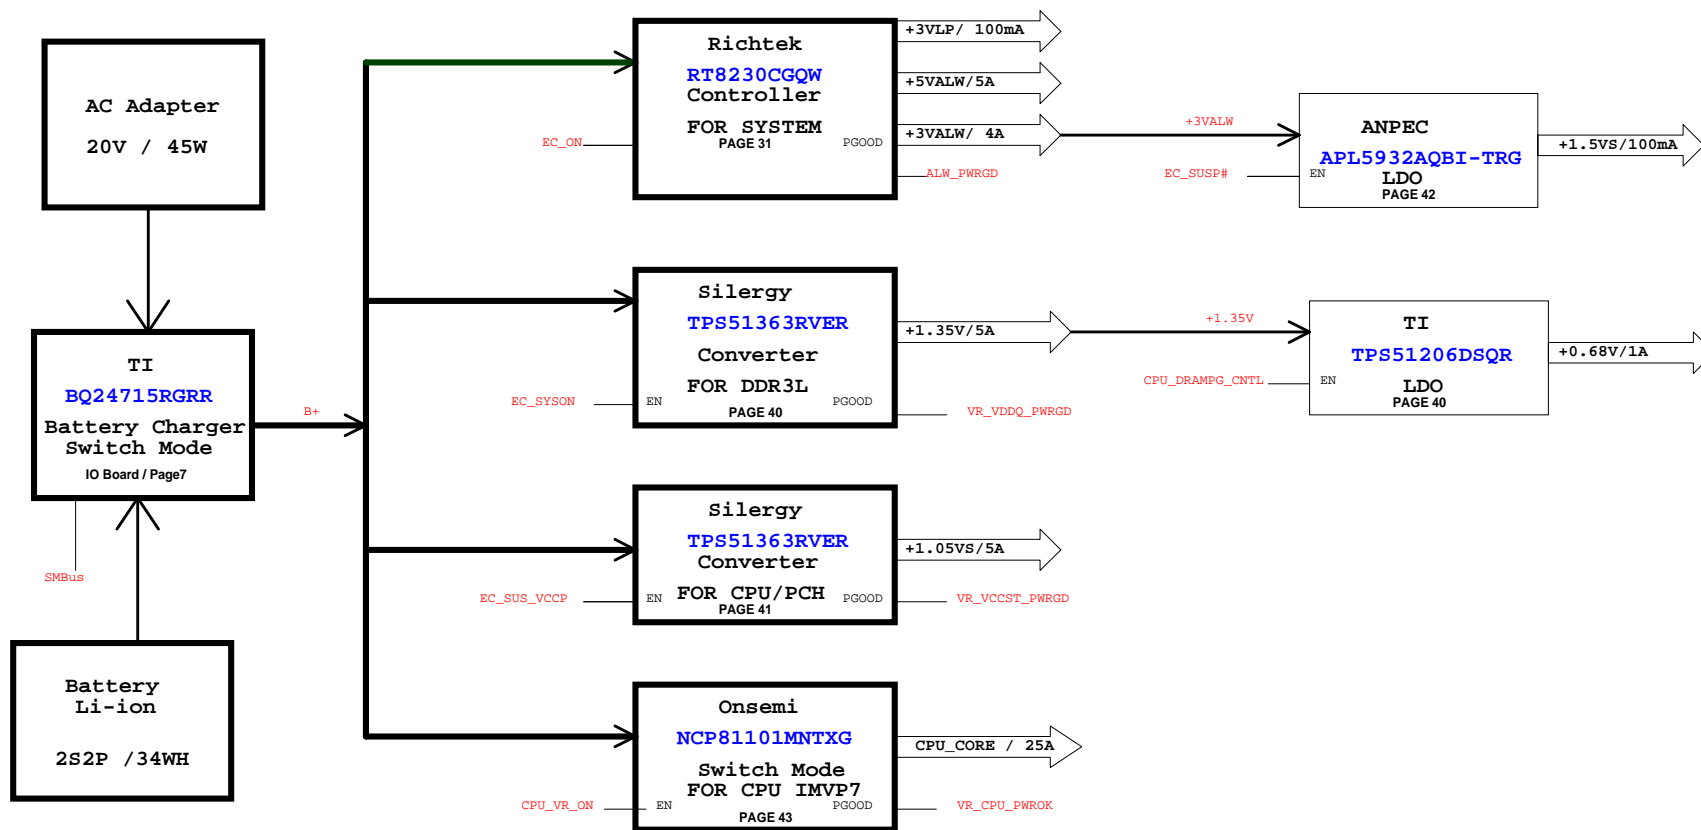 AC Adapter
20V / 45W
TI
BQ24715RGRR
Battery Charger
Switch Mode
IO Board / Page7
SMBus
Battery
Li-ion
2S2P /34WH
B+
Richtek
RT8230CGQW
Controller
FOR SYSTEM
PAGE 31
PGOOD
EC_ON
+3VLP/ 100mA
+5VALW/5A
+3VALW/ 4A
ALW_PWRGD
+3VALW
EC_SUSP#
ANPEC
APL5932AQBI-TRG
EN
LDO
PAGE 42
+1.5VS/100mA
Silergy
TPS51363RVER
Converter
FOR DDR3L
EC_SYSON
EN
PAGE 40
PGOOD
+1.35V/5A
VR_VDDQ_PWRGD
+1.35V
CPU_DRAMPG_CNTL
TI
TPS51206DSQR
EN
LDO
PAGE 40
+0.68V/1A
Silergy
TPS51363RVER
Converter
EC_SUS_VCCP
EN
FOR CPU/PCH
PGOOD
PAGE 41
+1.05VS/5A
VR_VCCST_PWRGD
Onsemi
NCP81101MNTXG
Switch Mode
FOR CPU IMVP7
CPU_VR_ON
EN
PGOOD
PAGE 43
CPU_CORE / 25A
VR_CPU_PWROK